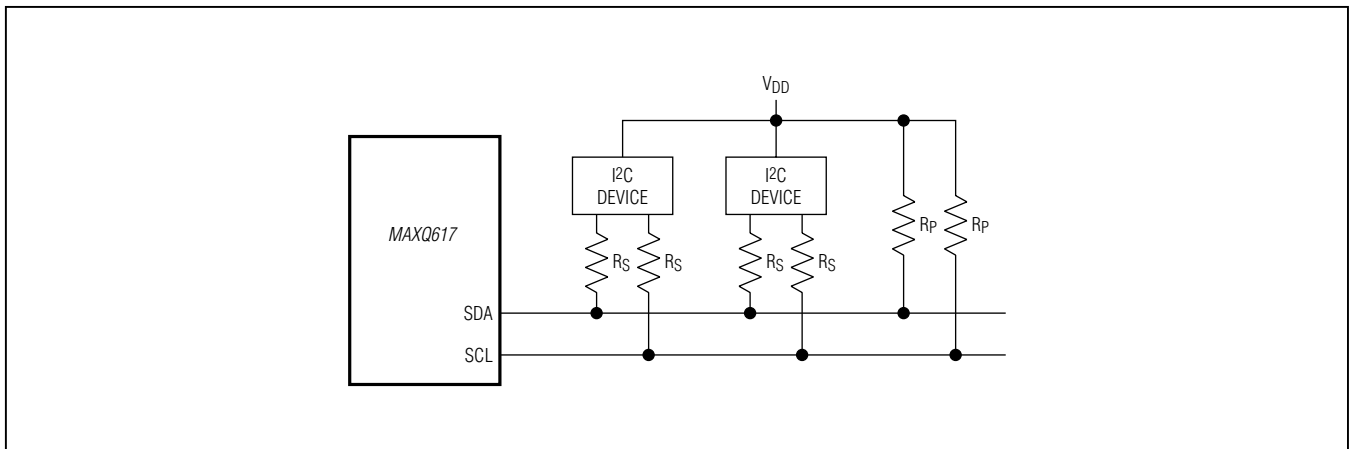 VDD
I2C
DEVICE
I2C
DEVICE
MAXQ617
RS
RS
RS
RS
RP
RP
SDA
SCL